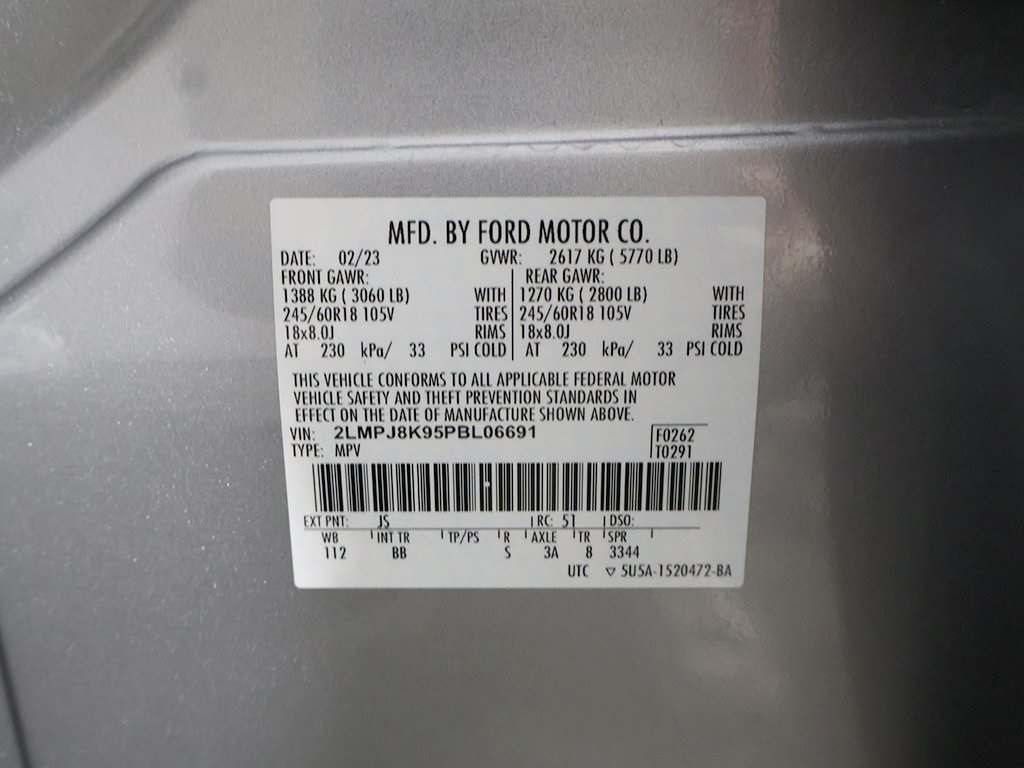 MFD. BY FORD MOTOR CO.
DATE: 02/23 GVWR: 2617 KG ( 5770 LB)
FRONT GAWR: REAR GAWR:
1388 KG ( 3060 LB) WITH 1270 KG ( 2800 LB) WITH
245/60R18 105V TIRES 245/60R18 105V TIRES
18x8.0J RIMS 18x8.0J RIMS
AT 230 kPa/ 33 PSI COLD AT 230 kPa/ 33 PSI COLD
THIS VEHICLE CONFORMS TO ALL APPLICABLE FEDERAL MOTOR
VEHICLE SAFETY AND THEFT PREVENTION STANDARDS IN
EFFECT ON THE DATE OF MANUFACTURE SHOWN ABOVE.
VIN: 2LMPJ8K95PBL06691 F0262
TYPE: MPV T0291
EXT PNT: JS RC: 51 DSO:
WB INT TR TP/PS R AXLE TR SPR
112 BB S 3A 8 3344
UTC ▽ 5U5A-1520472-BA